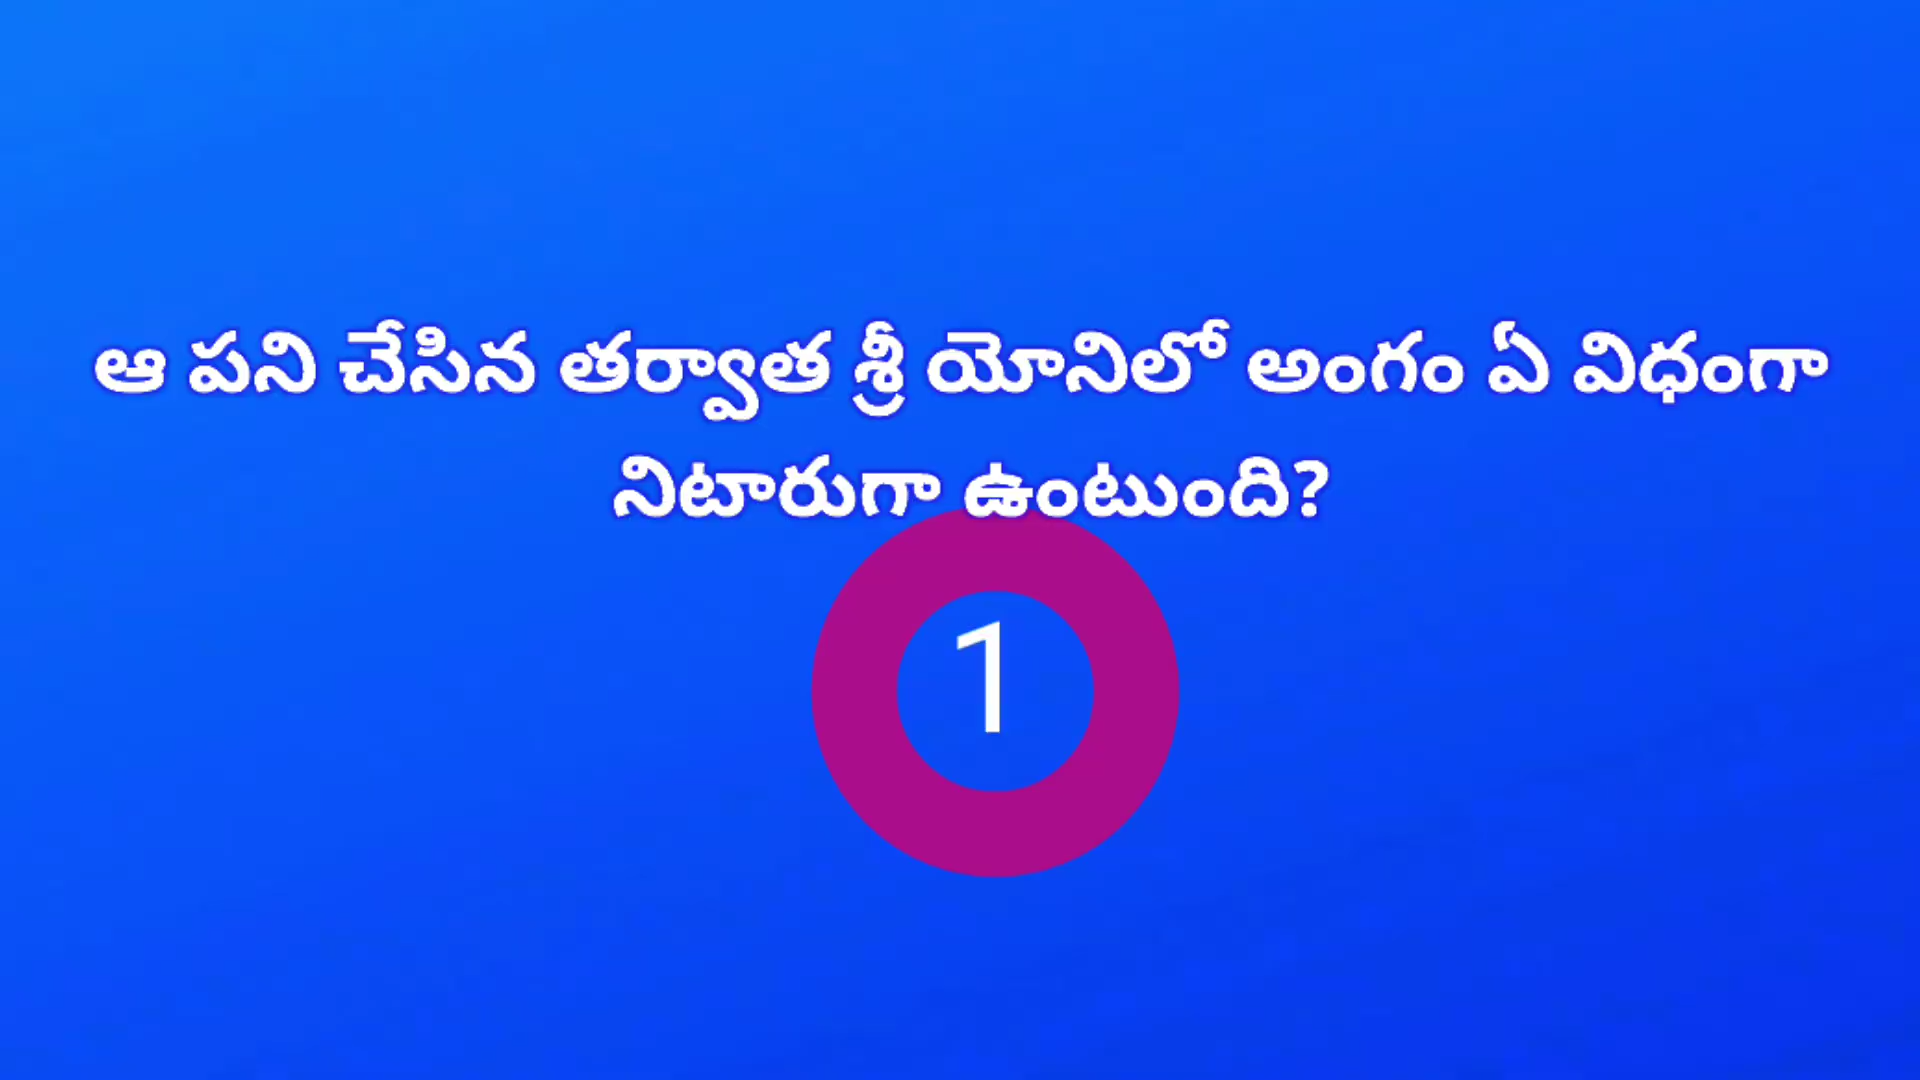 ఆ పని చేసిన తర్వాత శ్రీ యోనిలో అంగం ఏ విధంగా
నిటారుగా ఉంటుంది?
1